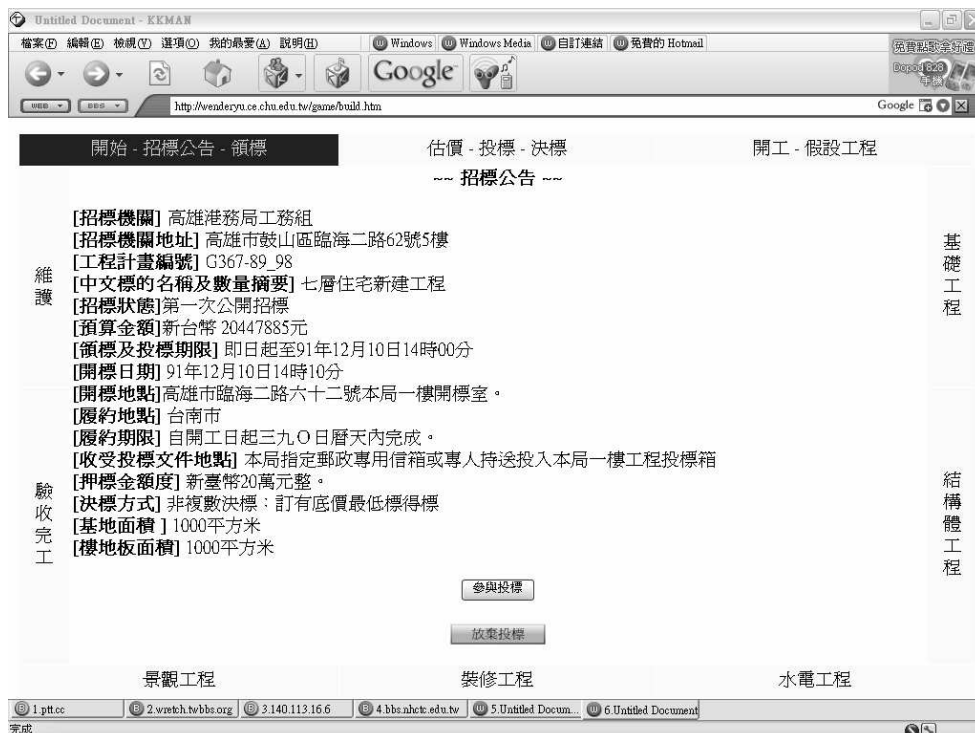 Untitled Document - KKMAN
檔案(F) 編輯(E) 檢視(V) 選項(O) 我的最愛(A) 說明(H) Windows Windows Media 自訂連結 免費的 Hotmail
Google
Dopod 828
手機
WEB BBS http://wenderyu.ce.chu.edu.tw/game/build.htm Google
開始 - 招標公告 - 領標 估價 - 投標 - 決標 開工 - 假設工程
~~ 招標公告 ~~
[招標機關] 高雄港務局工務組
[招標機關地址] 高雄市鼓山區臨海二路62號5樓
[工程計畫編號] G367-89_98
[中文標的名稱及數量摘要] 七層住宅新建工程
[招標狀態]第一次公開招標
[預算金額]新台幣 20447885元
[領標及投標期限] 即日起至91年12月10日14時00分
[開標日期] 91年12月10日14時10分
[開標地點]高雄市臨海二路六十二號本局一樓開標室。
[履約地點] 台南市
[履約期限] 自開工日起三九O日曆天內完成。
[收受投標文件地點] 本局指定郵政專用信箱或專人持送投入本局一樓工程投標箱
[押標金額度] 新臺幣20萬元整。
[決標方式] 非複數決標：訂有底價最低標得標
[基地面積 ] 1000平方米
[樓地板面積] 1000平方米
維護
驗收完工
基礎工程
結構體工程
參與投標
放棄投標
景觀工程 裝修工程 水電工程
1.ptt.cc 2.wretch.twbbs.org 3.140.113.16.6 4.bbs.nhctc.edu.tw 5.Untitled Docum... 6.Untitled Document
完成